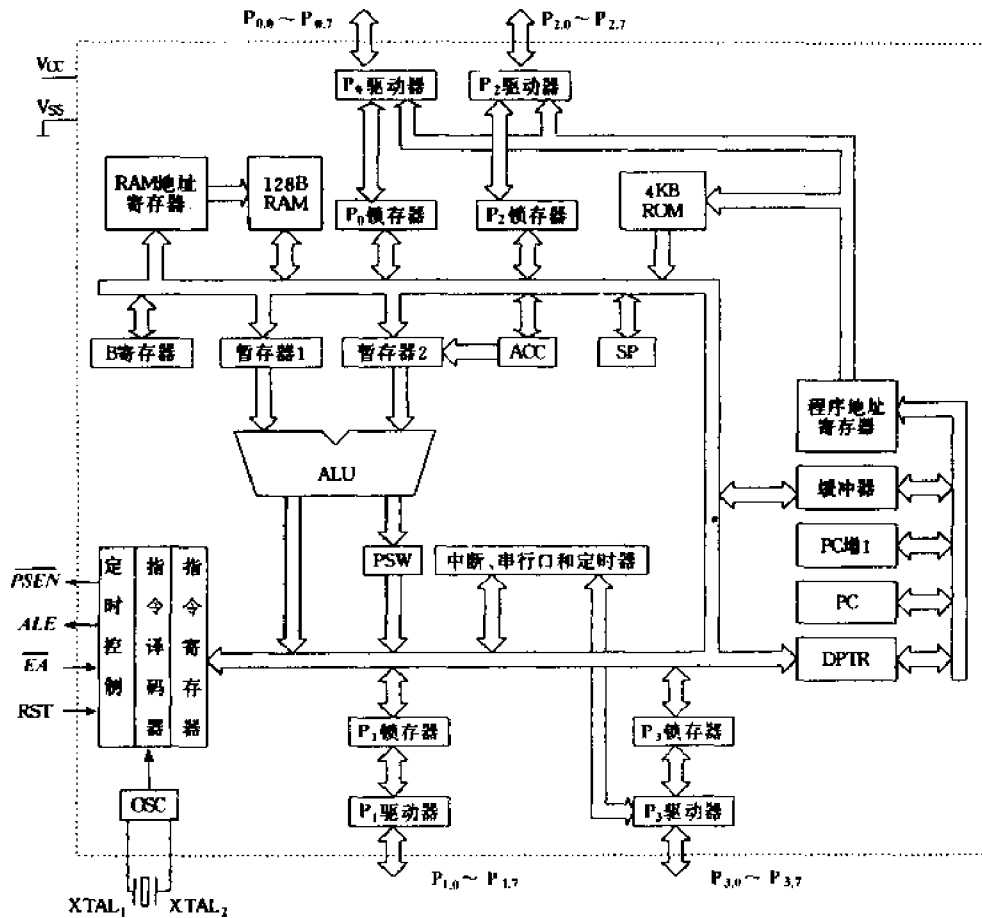 P0.0～P0.7
P2.0～P2.7
VCC
VSS
P0驱动器
P2驱动器
RAM地址
寄存器
128B
RAM
P0锁存器
P2锁存器
4KB
ROM
B寄存器
暂存器1
暂存器2
ACC
SP
程序地址
寄存器
ALU
缓冲器
PSW
中断、串行口和定时器
PC增1
PC
DPTR
PSEN
ALE
EA
RST
定时控制
指令译码器
指令寄存器
P1锁存器
P3锁存器
OSC
P1驱动器
P3驱动器
XTAL1
XTAL2
P1.0～P1.7
P3.0～P3.7